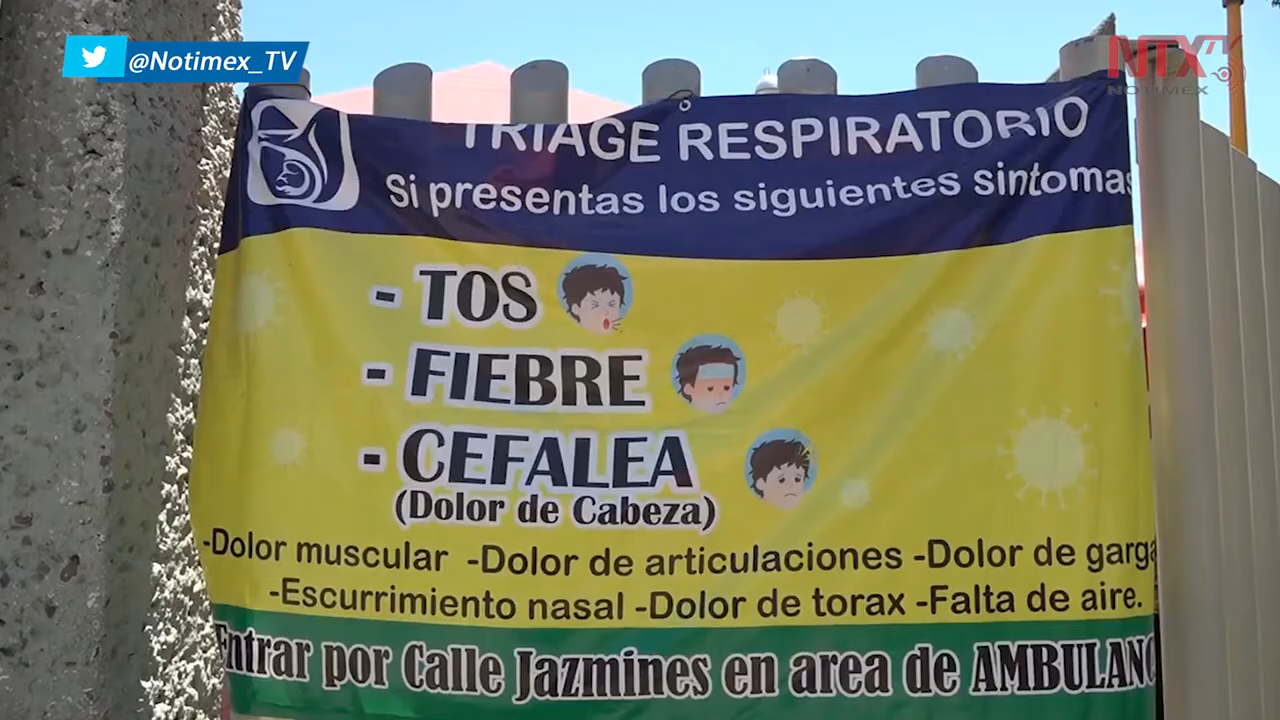 @Notimex_TV
NTX TV
NOTIMEX
TRIAGE RESPIRATORIO
Si presentas los siguientes sintomas
- TOS
- FIEBRE
- CEFALEA
(Dolor de Cabeza)
-Dolor muscular -Dolor de articulaciones -Dolor de garga
-Escurrimiento nasal -Dolor de torax -Falta de aire.
Entrar por Calle Jazmines en area de AMBULANC